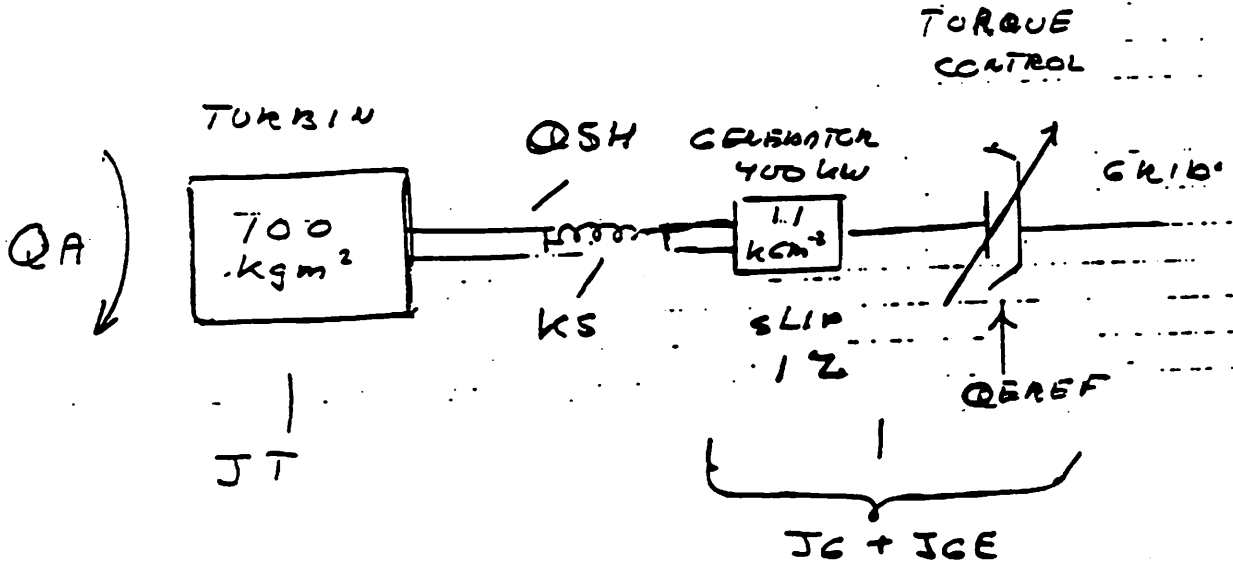 TORQUE
CONTROL
TURBIN
QSH
GENERATOR
400 kW
GRID
QA
700
kgm²
1.1
kGm²
KS
SLIP
1%
QEREF
JT
JG + JGE